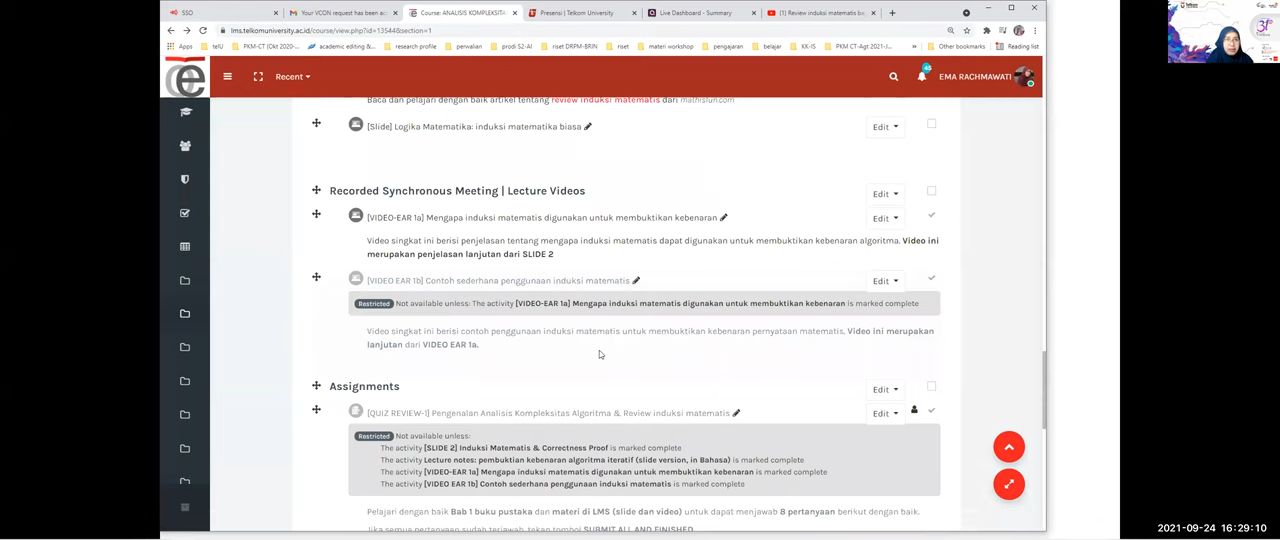 SSO
Your VCON request has been ac
Course: ANALISIS KOMPLEKSITA
Presensi | Telkom University
Live Dashboard - Summary
Review induksi matematis ba
lms.telkomuniversity.ac.id/course/view.php?id=13544&section=1
Apps
telU
PKM-CT (Okt 2020-...
academic editing &...
research profile
perwalian
prodi S2-AI
riset DRPM-BRIN
riset
materi workshop
pengajaran
belajar
KK-IS
PKM CT-Agt 2021-J...
»
Other bookmarks
Reading list
Recent
45
EMA RACHMAWATI
Baca dan pelajari dengan baik artikel tentang review induksi matematis dari mathisfun.com
[Slide] Logika Matematika: induksi matematika biasa
Edit
Recorded Synchronous Meeting | Lecture Videos
Edit
[VIDEO-EAR 1a] Mengapa induksi matematis digunakan untuk membuktikan kebenaran
Edit
Video singkat ini berisi penjelasan tentang mengapa induksi matematis dapat digunakan untuk membuktikan kebenaran algoritma. Video ini
merupakan penjelasan lanjutan dari SLIDE 2
[VIDEO EAR 1b] Contoh sederhana penggunaan induksi matematis
Edit
Restricted Not available unless: The activity [VIDEO-EAR 1a] Mengapa induksi matematis digunakan untuk membuktikan kebenaran is marked complete
Video singkat ini berisi contoh penggunaan induksi matematis untuk membuktikan kebenaran pernyataan matematis. Video ini merupakan
lanjutan dari VIDEO EAR 1a.
Assignments
Edit
[QUIZ REVIEW-1] Pengenalan Analisis Kompleksitas Algoritma & Review induksi matematis
Edit
Restricted Not available unless:
The activity [SLIDE 2] Induksi Matematis & Correctness Proof is marked complete
The activity Lecture notes: pembuktian kebenaran algoritma iteratif (slide version, in Bahasa) is marked complete
The activity [VIDEO-EAR 1a] Mengapa induksi matematis digunakan untuk membuktikan kebenaran is marked complete
The activity [VIDEO EAR 1b] Contoh sederhana penggunaan induksi matematis is marked complete
Pelajari dengan baik Bab 1 buku pustaka dan materi di LMS (slide dan video) untuk dapat menjawab 8 pertanyaan berikut dengan baik.
Jika semua pertanyaan sudah terjawab, tekan tombol SUBMIT ALL AND FINISHED
2021-09-24 16:29:10